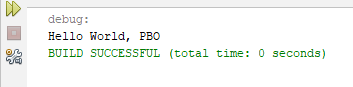 debug:
Hello World, PBO
BUILD SUCCESSFUL (total time: 0 seconds)